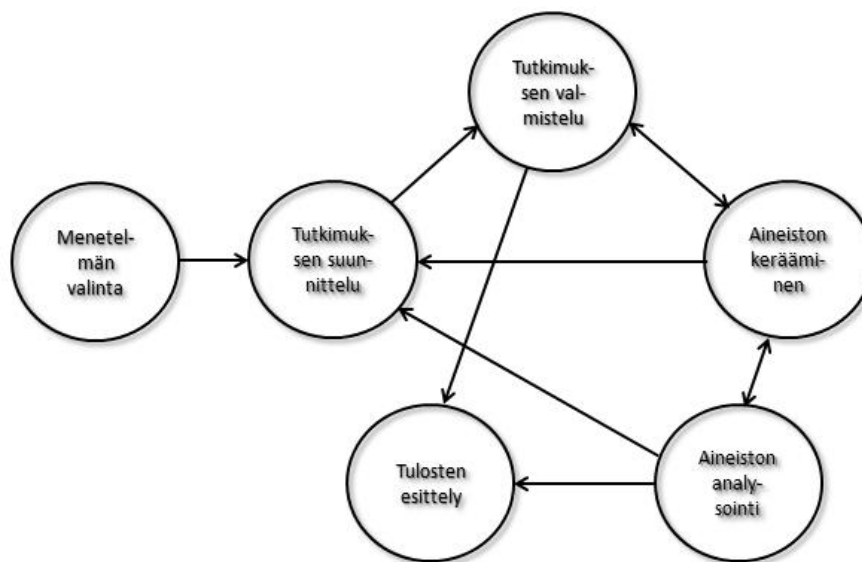 Tutkimuk-
sen val-
mistelu
Menetel-
män
valinta
Tutkimuk-
sen suun-
nittelu
Aineiston
keräämi-
nen
Tulosten
esittely
Aineiston
analy-
sointi